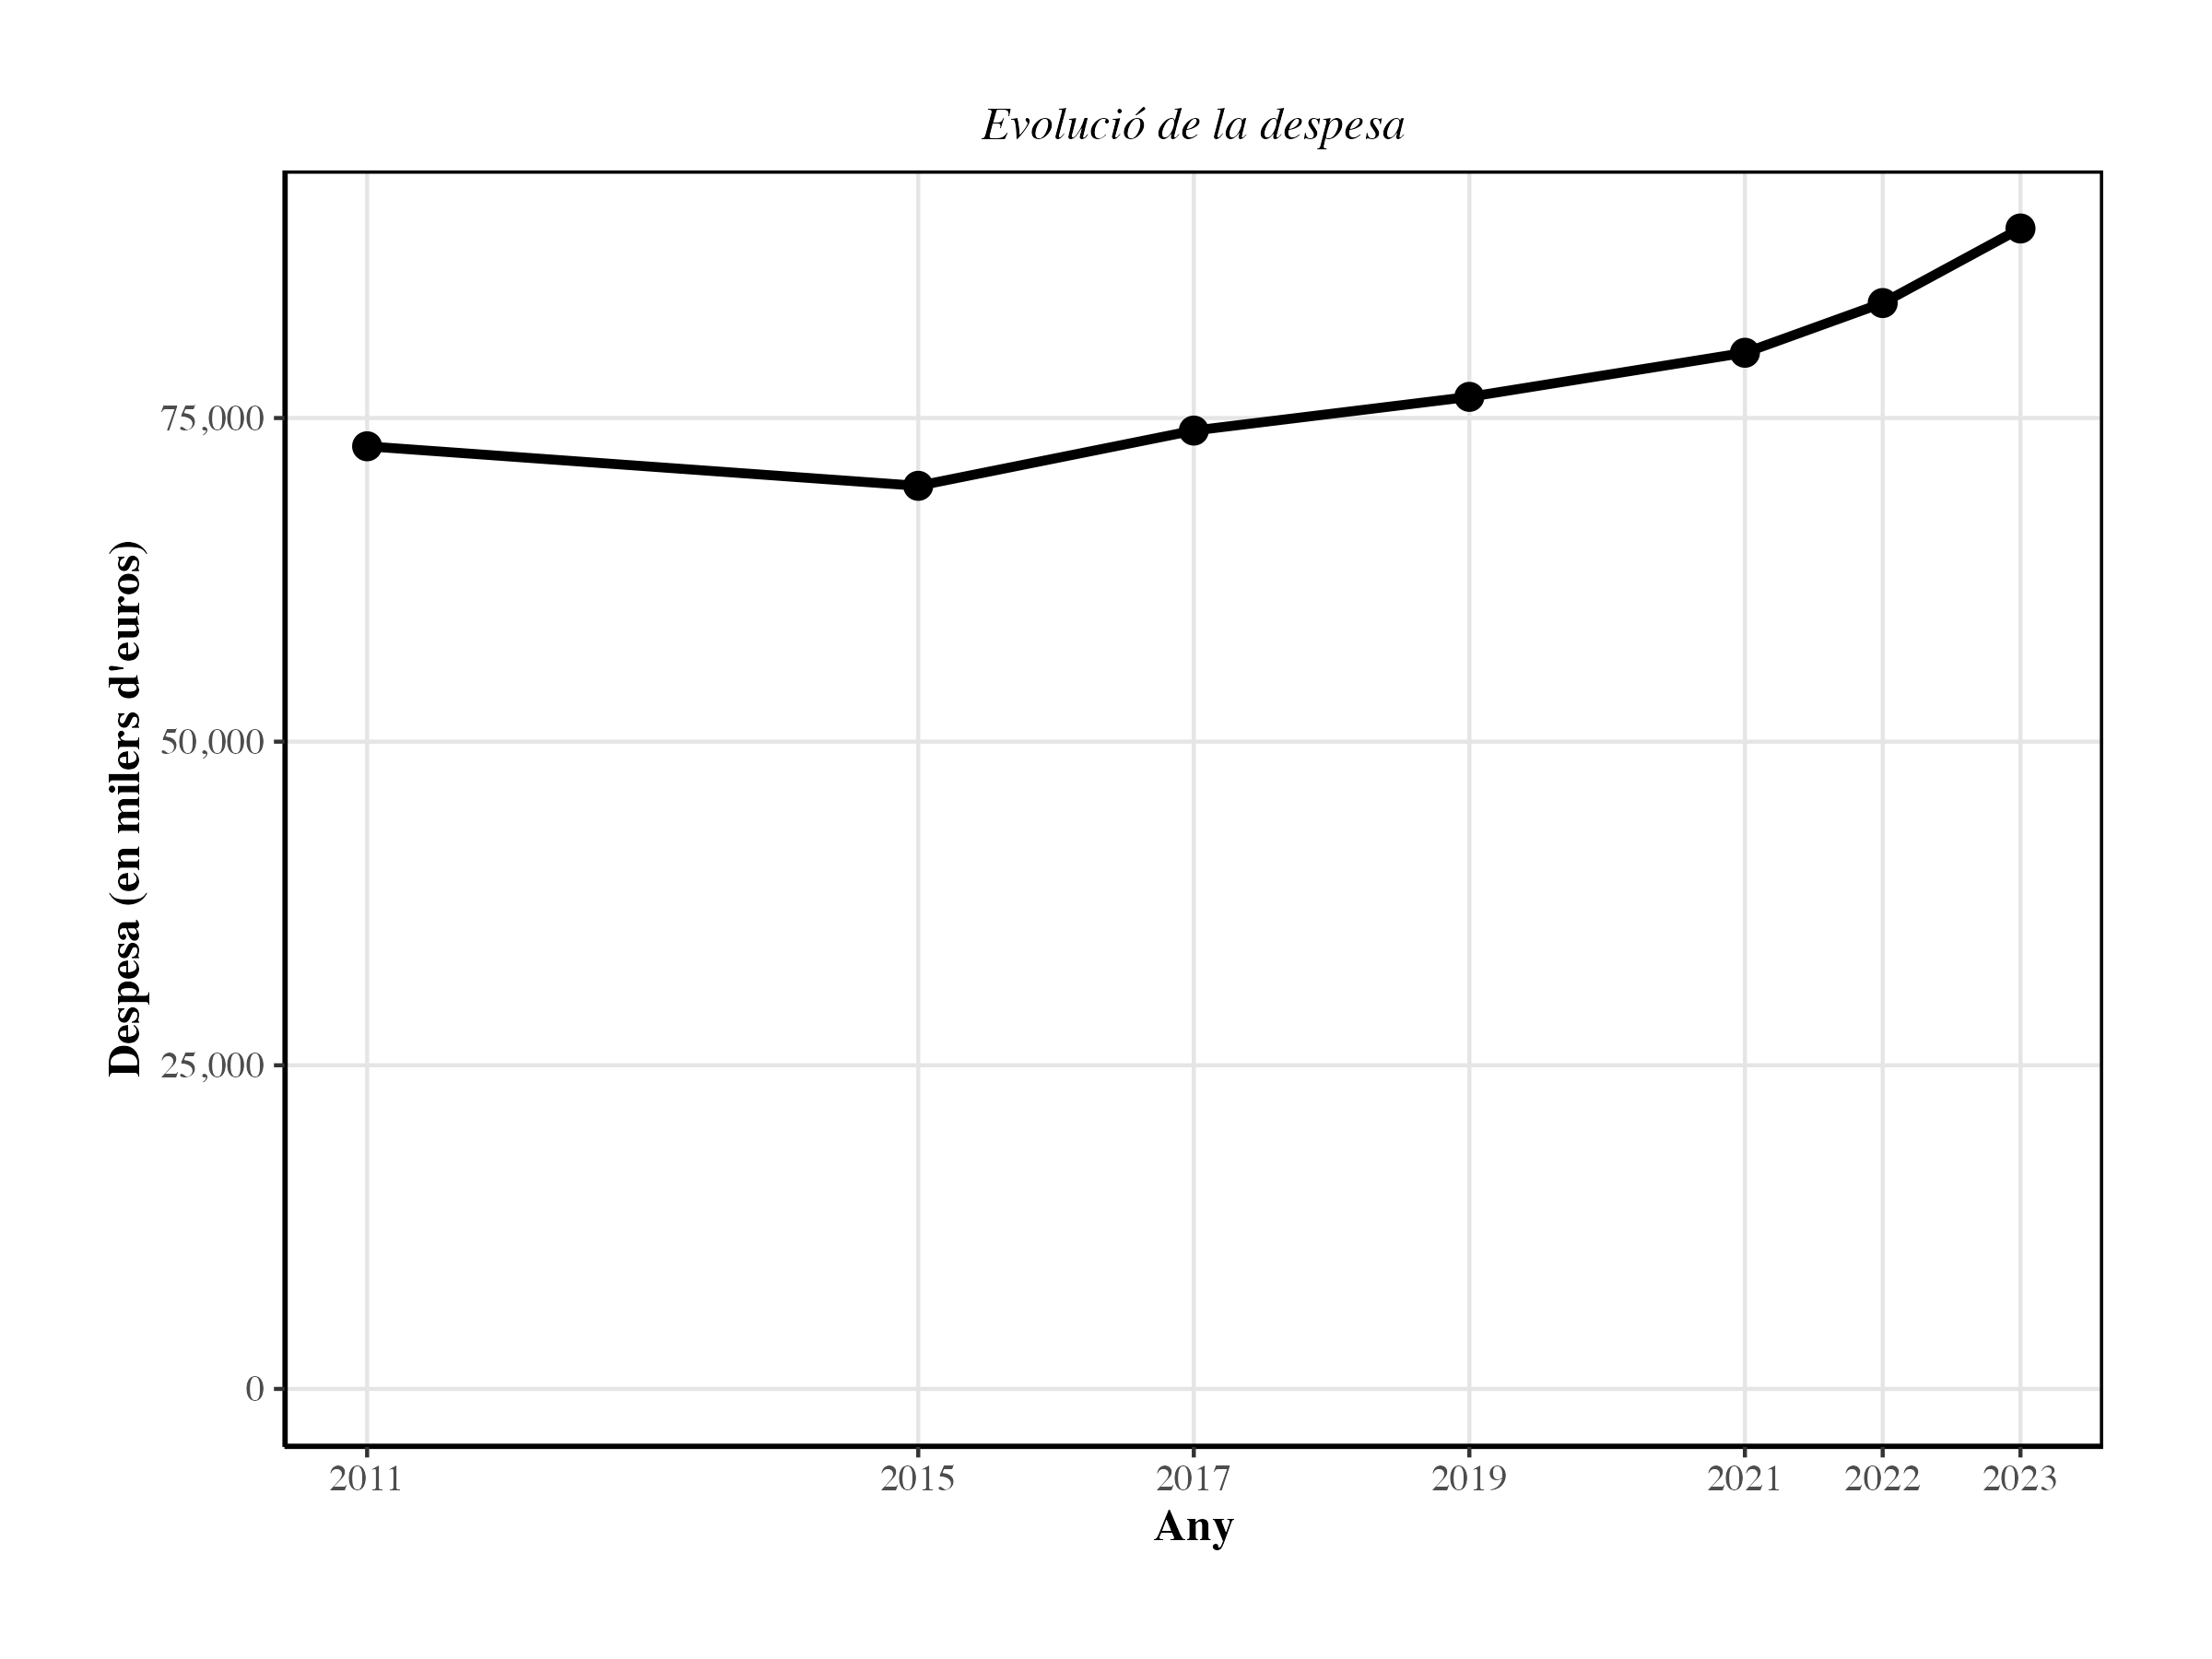 Evolució de la despesa
Despesa (en milers d'euros)
75,000
50,000
25,000
0
2011 2015 2017 2019 2021 2022 2023
Any